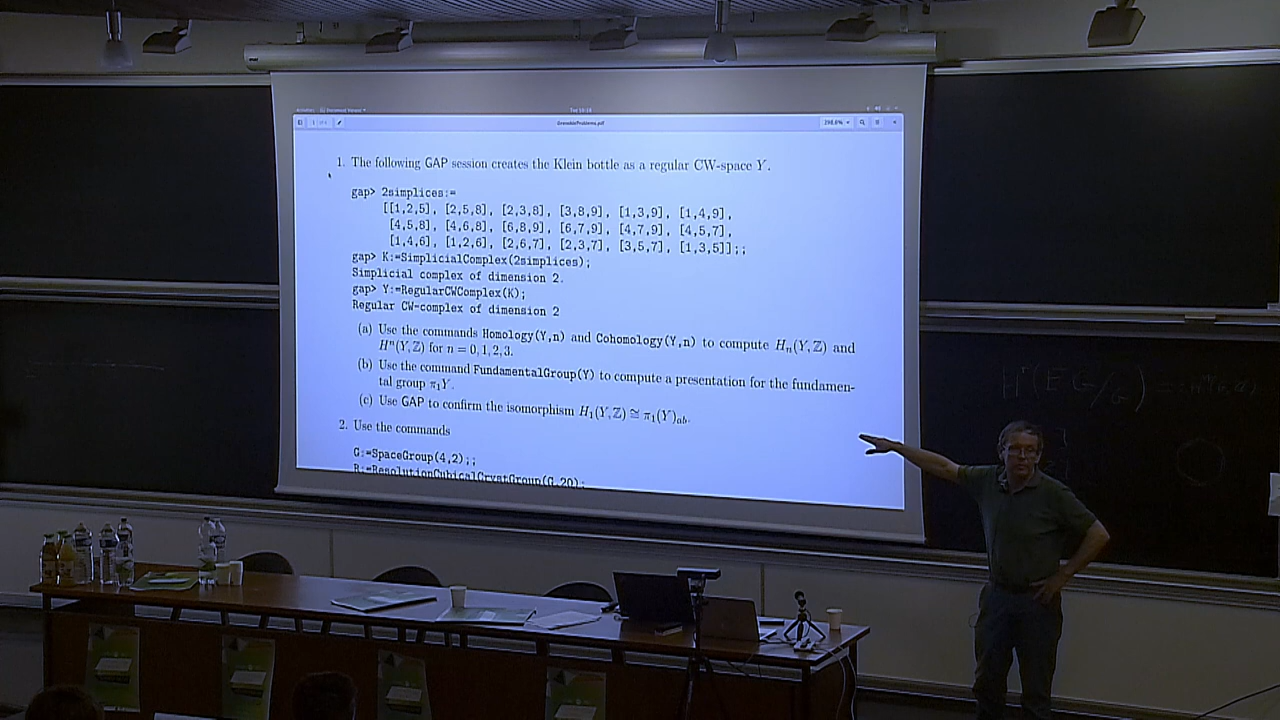 GrenobleProblems.pdf
1. The following GAP session creates the Klein bottle as a regular CW-space Y.
gap> 2simplices:=
[[1,2,5], [2,5,8], [2,3,8], [3,8,9], [1,3,9], [1,4,9],
[4,5,8], [4,6,8], [6,8,9], [6,7,9], [4,7,9], [4,5,7],
[1,4,6], [1,2,6], [2,6,7], [2,3,7], [3,5,7], [1,3,5]];;
gap> K:=SimplicialComplex(2simplices);
Simplicial complex of dimension 2.
gap> Y:=RegularCWComplex(K);
Regular CW-complex of dimension 2
(a) Use the commands Homology(Y,n) and Cohomology(Y,n) to compute Hₙ(Y,ℤ) and
Hⁿ(Y,ℤ) for n = 0, 1, 2, 3.
(b) Use the command FundamentalGroup(Y) to compute a presentation for the fundamen-
tal group π₁Y.
(c) Use GAP to confirm the isomorphism H₁(Y,ℤ) ≅ π₁(Y)ab.
2. Use the commands
G:=SpaceGroup(4,2);;
R:=ResolutionCubicalCrystGroup(G,20);